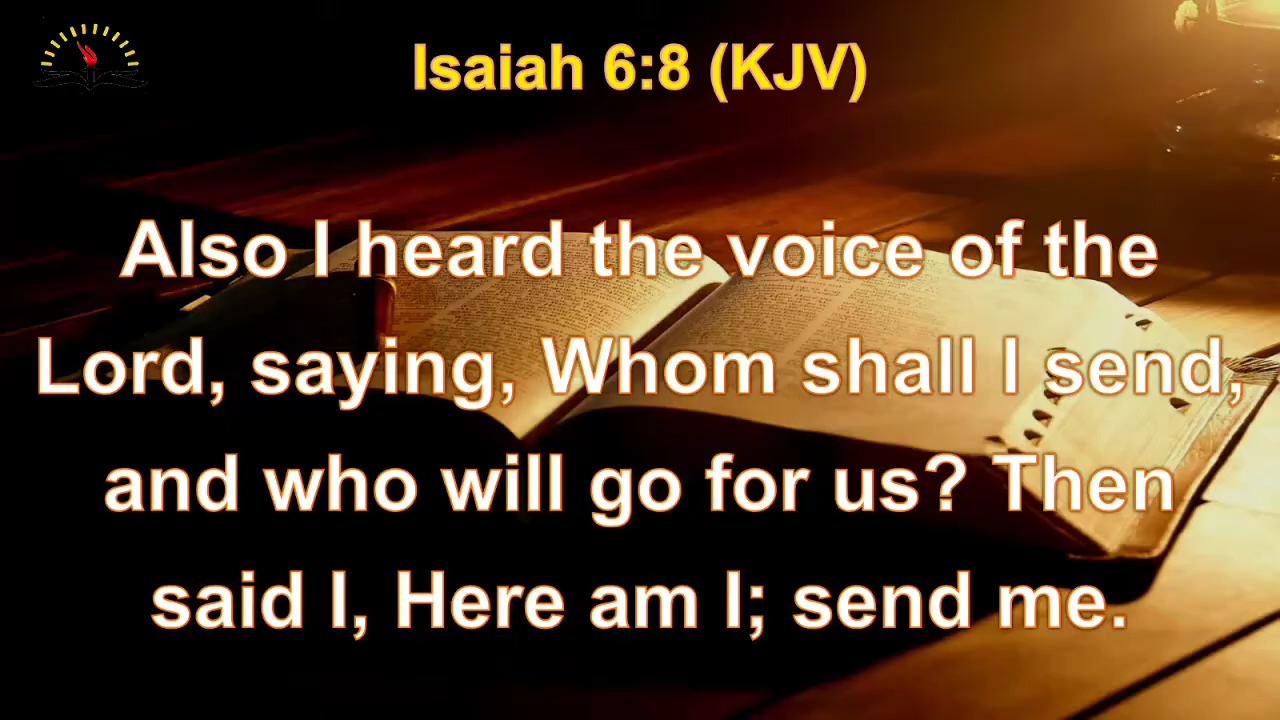 Isaiah 6:8 (KJV)
Also I heard the voice of the
Lord, saying, Whom shall I send,
and who will go for us? Then
said I, Here am I; send me.